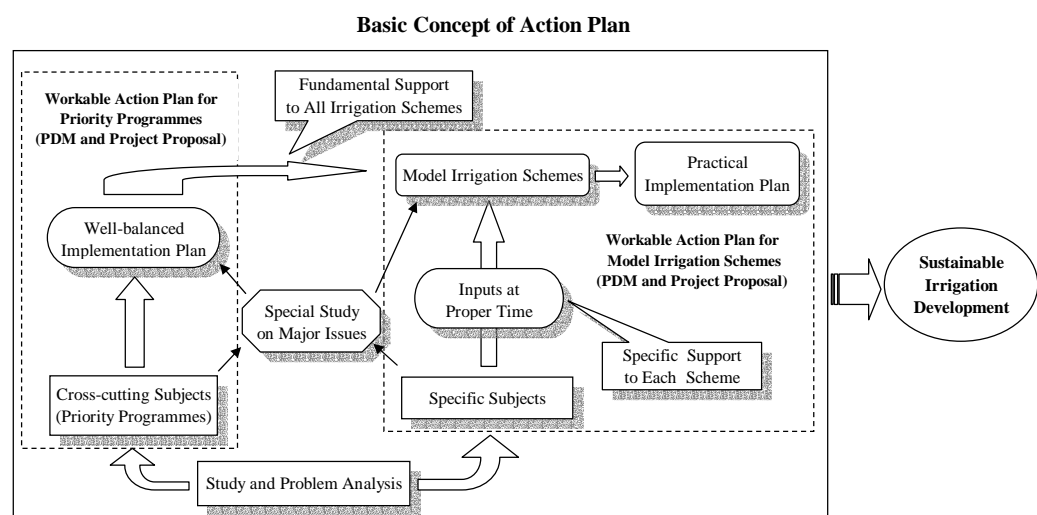 Basic Concept of Action Plan
Workable Action Plan for
Priority Programmes
(PDM and Project Proposal)
Fundamental Support
to All Irrigation Schemes
Model Irrigation Schemes
Practical
Implementation Plan
Well-balanced
Implementation Plan
Workable Action Plan for
Model Irrigation Schemes
(PDM and Project Proposal)
Special Study
on Major Issues
Inputs at
Proper Time
Sustainable
Irrigation
Development
Specific Support
to Each Scheme
Cross-cutting Subjects
(Priority Programmes)
Specific Subjects
Study and Problem Analysis